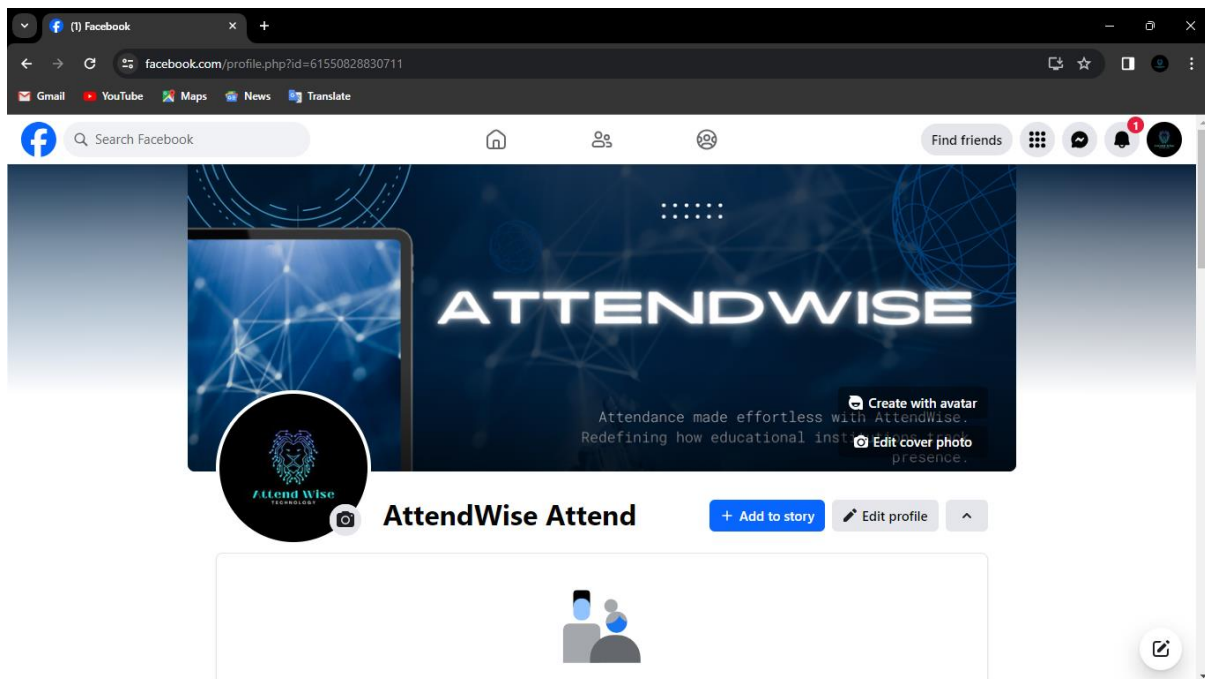 (1) Facebook
facebook.com/profile.php?id=61550828830711
Gmail YouTube Maps News Translate
Search Facebook
Find friends
1
ATTENDWISE
Create with avatar
Attendance made effortless with AttendWise.
Edit cover photo
Redefining how educational institutions track
presence.
Attend Wise
TECHNOLOGY
AttendWise Attend
+ Add to story
Edit profile